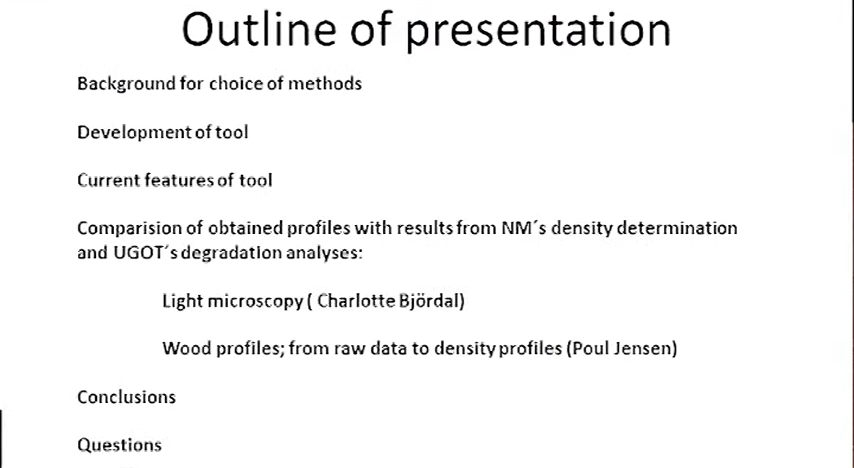 Outline of presentation
Background for choice of methods
Development of tool
Current features of tool
Comparision of obtained profiles with results from NM´s density determination
and UGOT´s degradation analyses:
Light microscopy ( Charlotte Björdal)
Wood profiles; from raw data to density profiles (Poul Jensen)
Conclusions
Questions